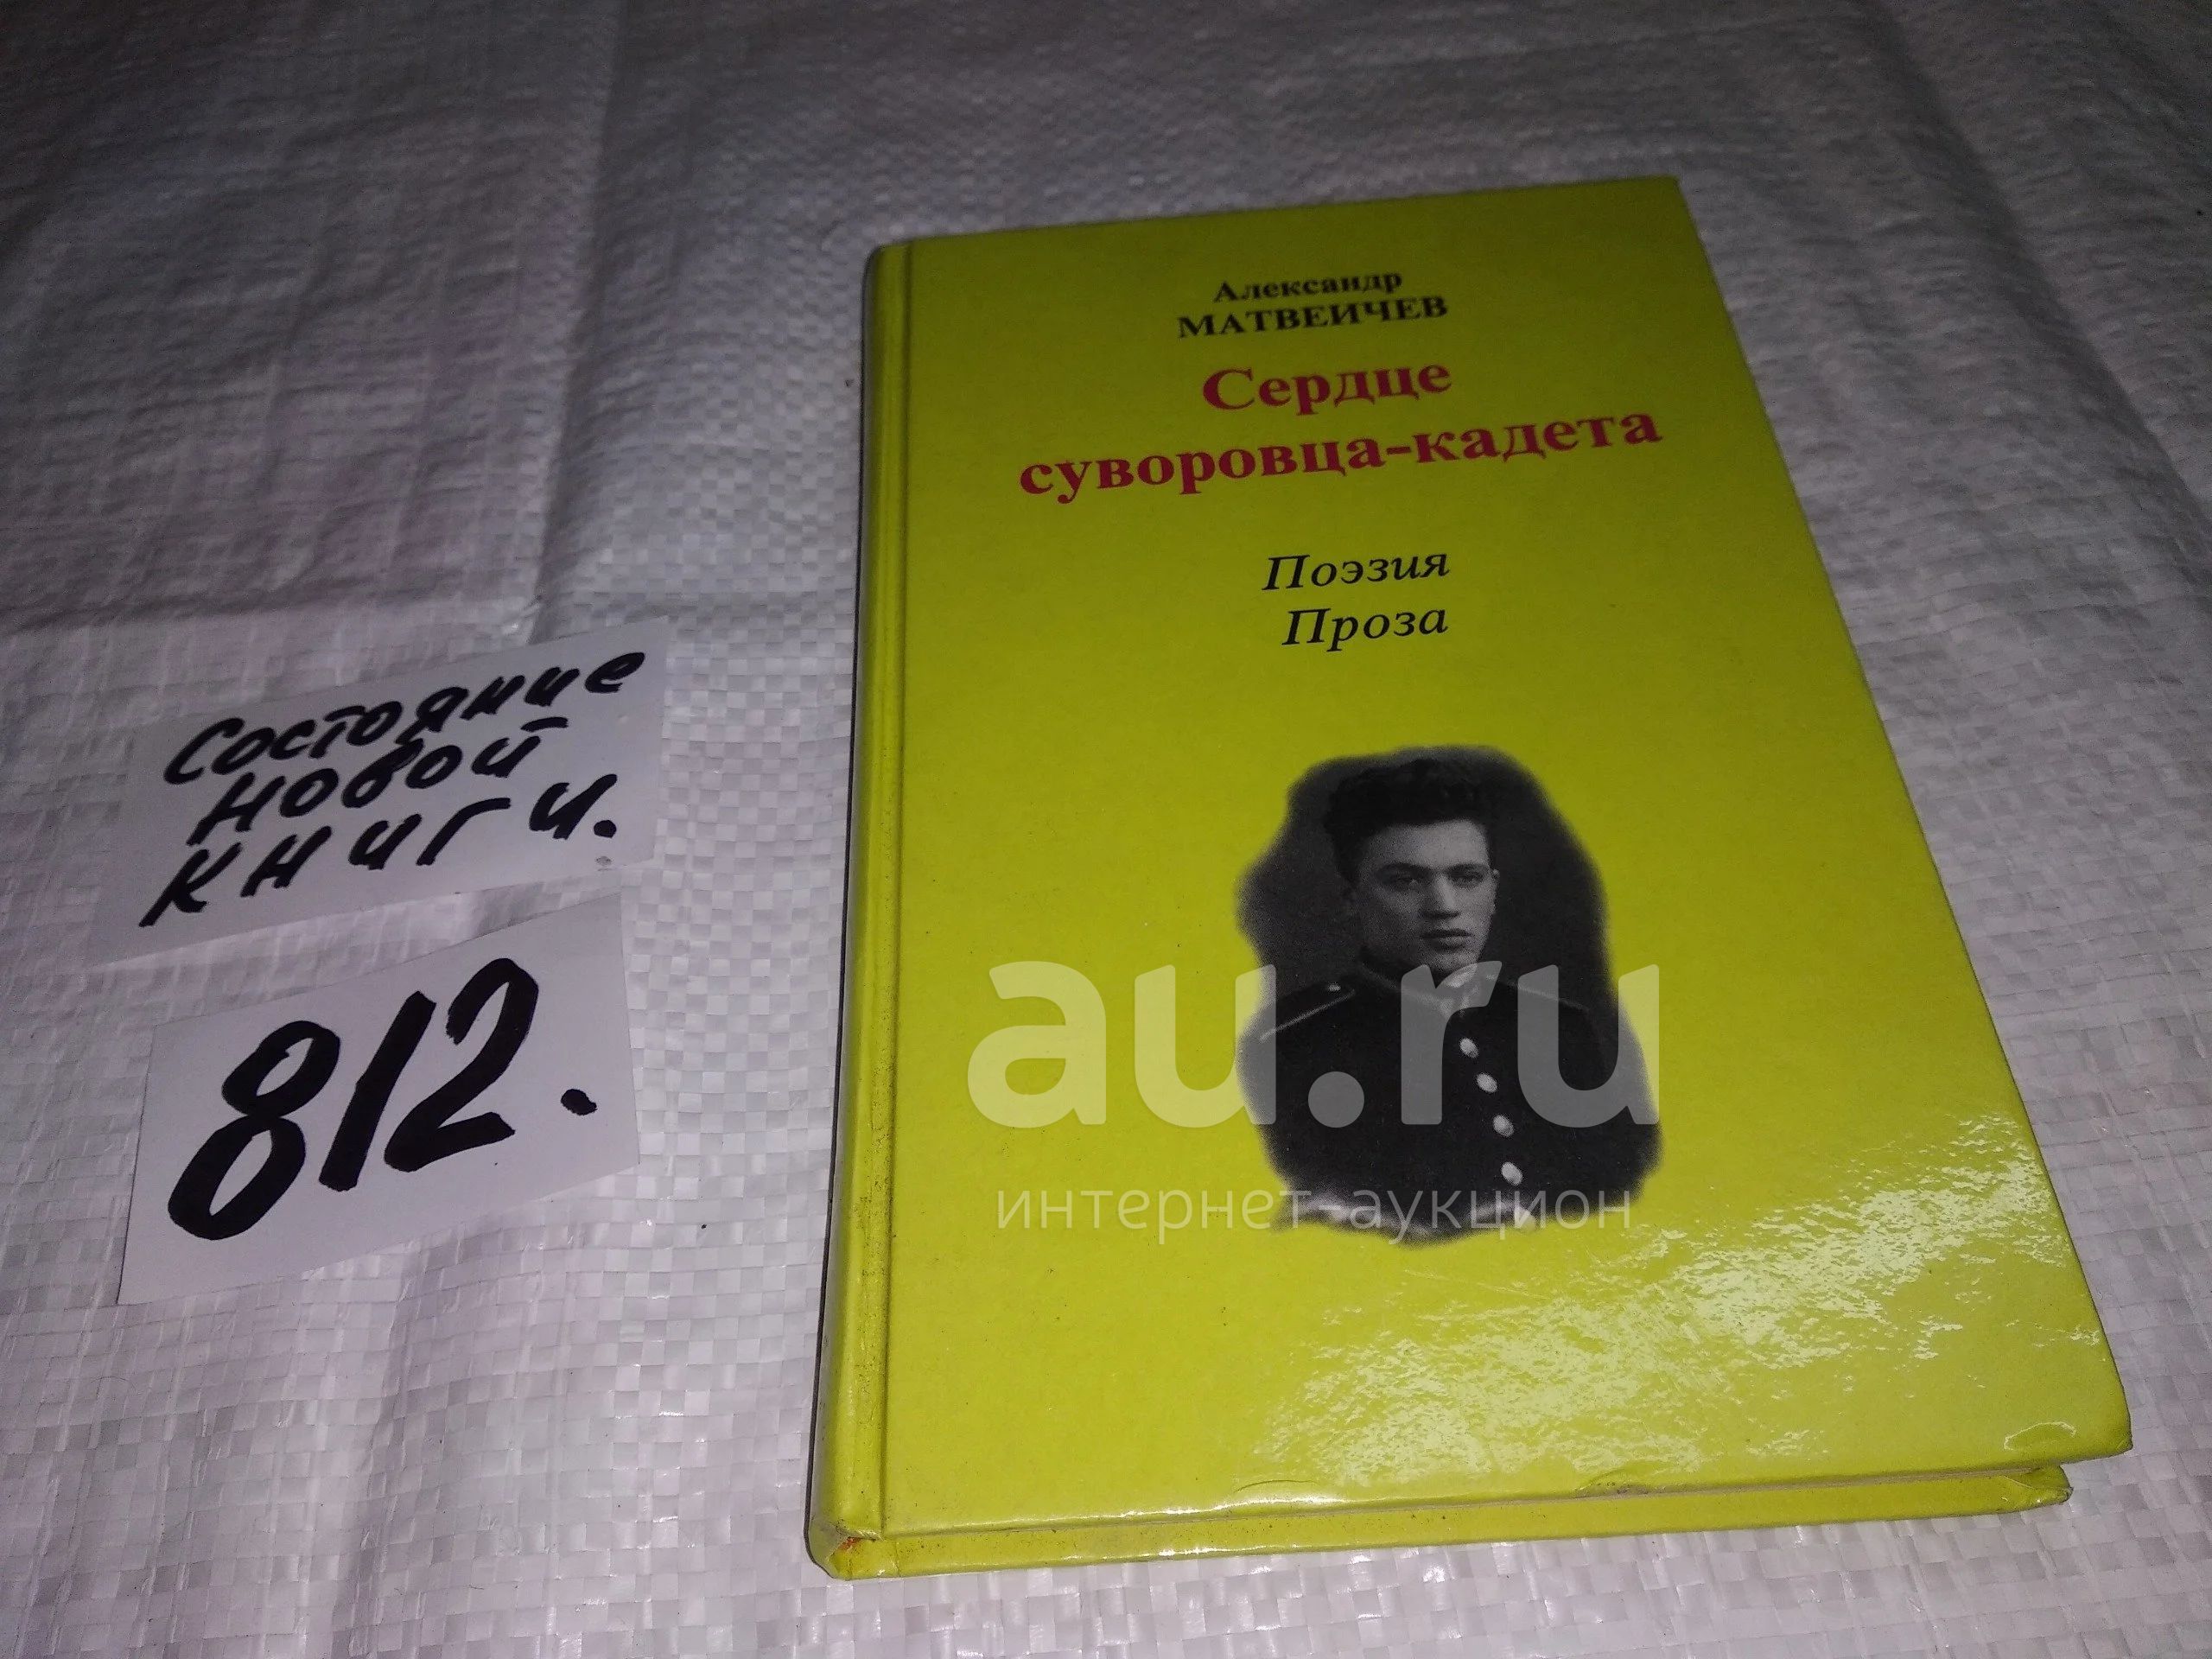 Александр
МАТВЕИЧЕВ
Сердце
суворовца-кадета
Поэзия
Проза
Состояние
новой
книги.
812.
au.ru
интернет-аукцион